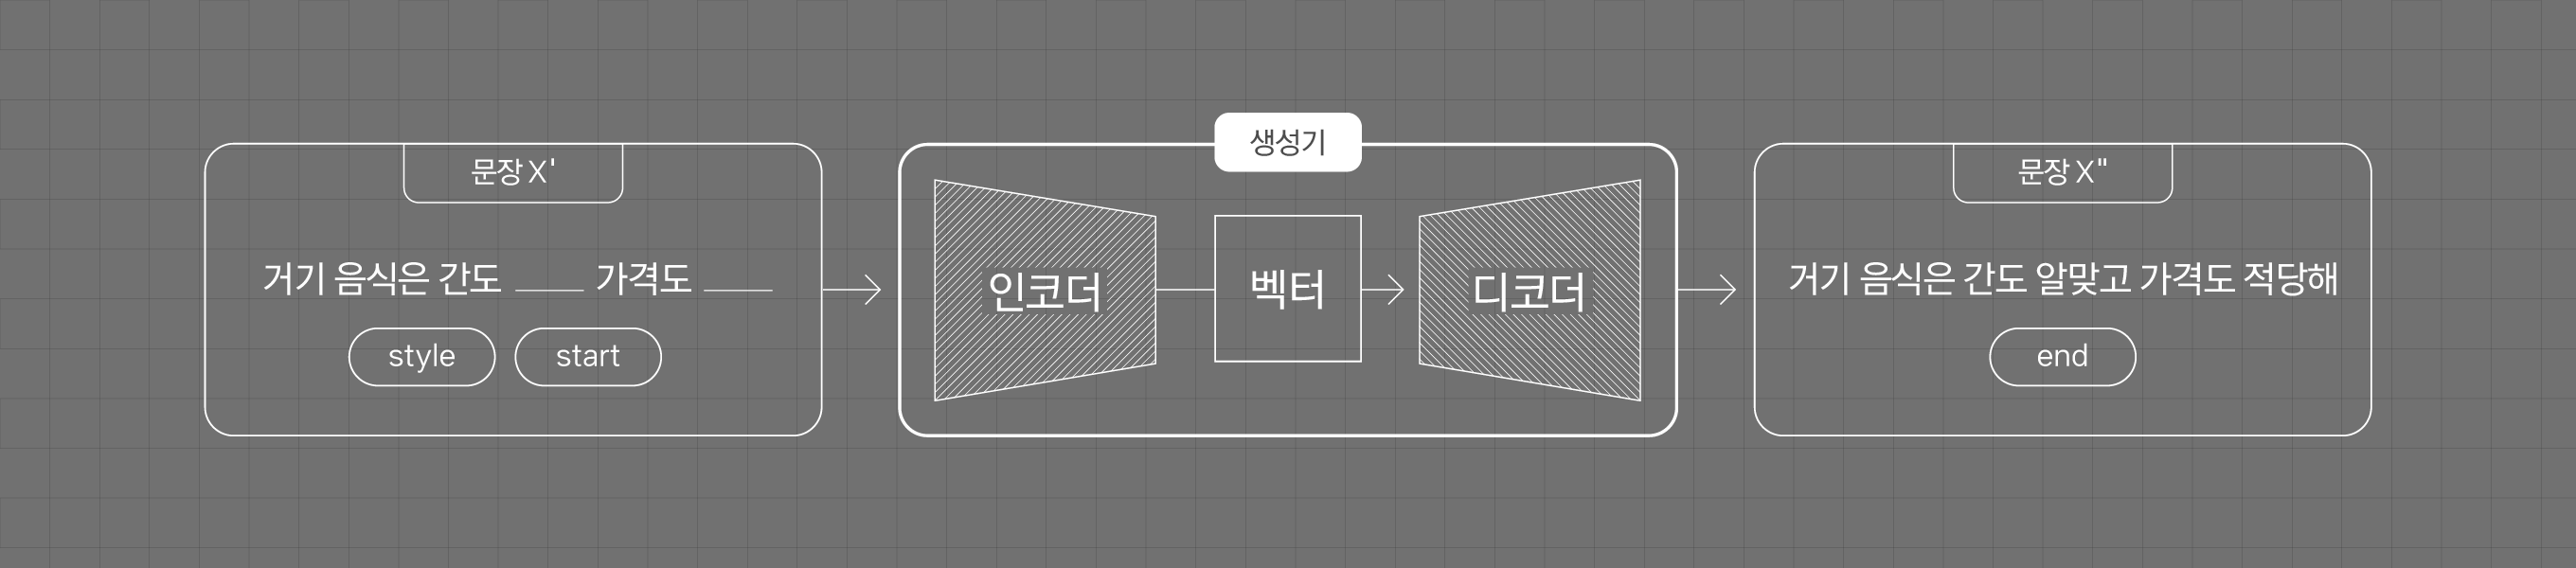 문장 X'
거기 음식은 간도 ____ 가격도 ____
style
start
생성기
인코더
벡터
디코더
문장 X"
거기 음식은 간도 알맞고 가격도 적당해
end